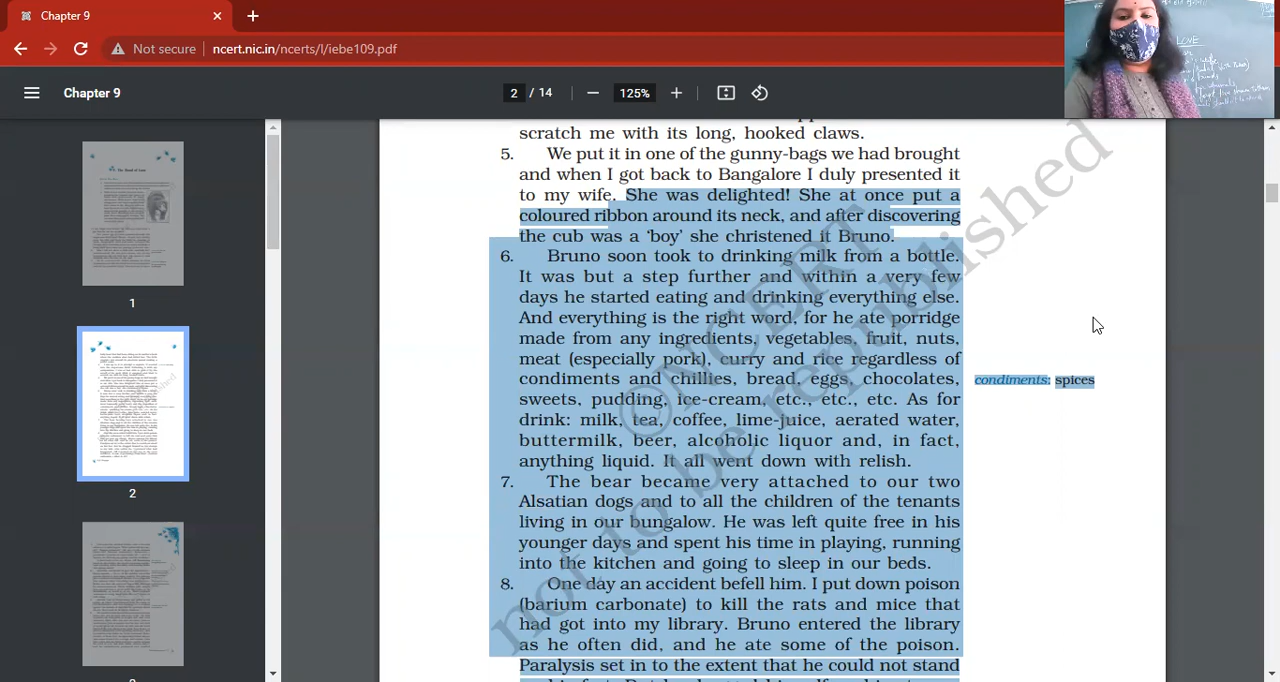 Chapter 9
Not secure
ncert.nic.in/ncerts/l/iebe109.pdf
LOVE
Chapter 9
2 / 14
125%
scratch me with its long, hooked claws.
5. We put it in one of the gunny-bags we had brought
and when I got back to Bangalore I duly presented it
to my wife. She was delighted! She at once put a
coloured ribbon around its neck, and after discovering
the cub was a ‘boy’ she christened it Bruno.
6. Bruno soon took to drinking milk from a bottle.
It was but a step further and within a very few
days he started eating and drinking everything else.
And everything is the right word, for he ate porridge
made from any ingredients, vegetables, fruit, nuts,
meat (especially pork), curry and rice regardless of
condiments and chillies, bread, eggs, chocolates,
sweets, pudding, ice-cream, etc., etc., etc. As for
drink: milk, tea, coffee, lime-juice, aerated water,
buttermilk, beer, alcoholic liquor and, in fact,
anything liquid. It all went down with relish.
condiments: spices
7. The bear became very attached to our two
Alsatian dogs and to all the children of the tenants
living in our bungalow. He was left quite free in his
younger days and spent his time in playing, running
into the kitchen and going to sleep in our beds.
8. One day an accident befell him. I put down poison
(barium carbonate) to kill the rats and mice that
had got into my library. Bruno entered the library
as he often did, and he ate some of the poison.
Paralysis set in to the extent that he could not stand
© NCERT
not to be republished
1
2